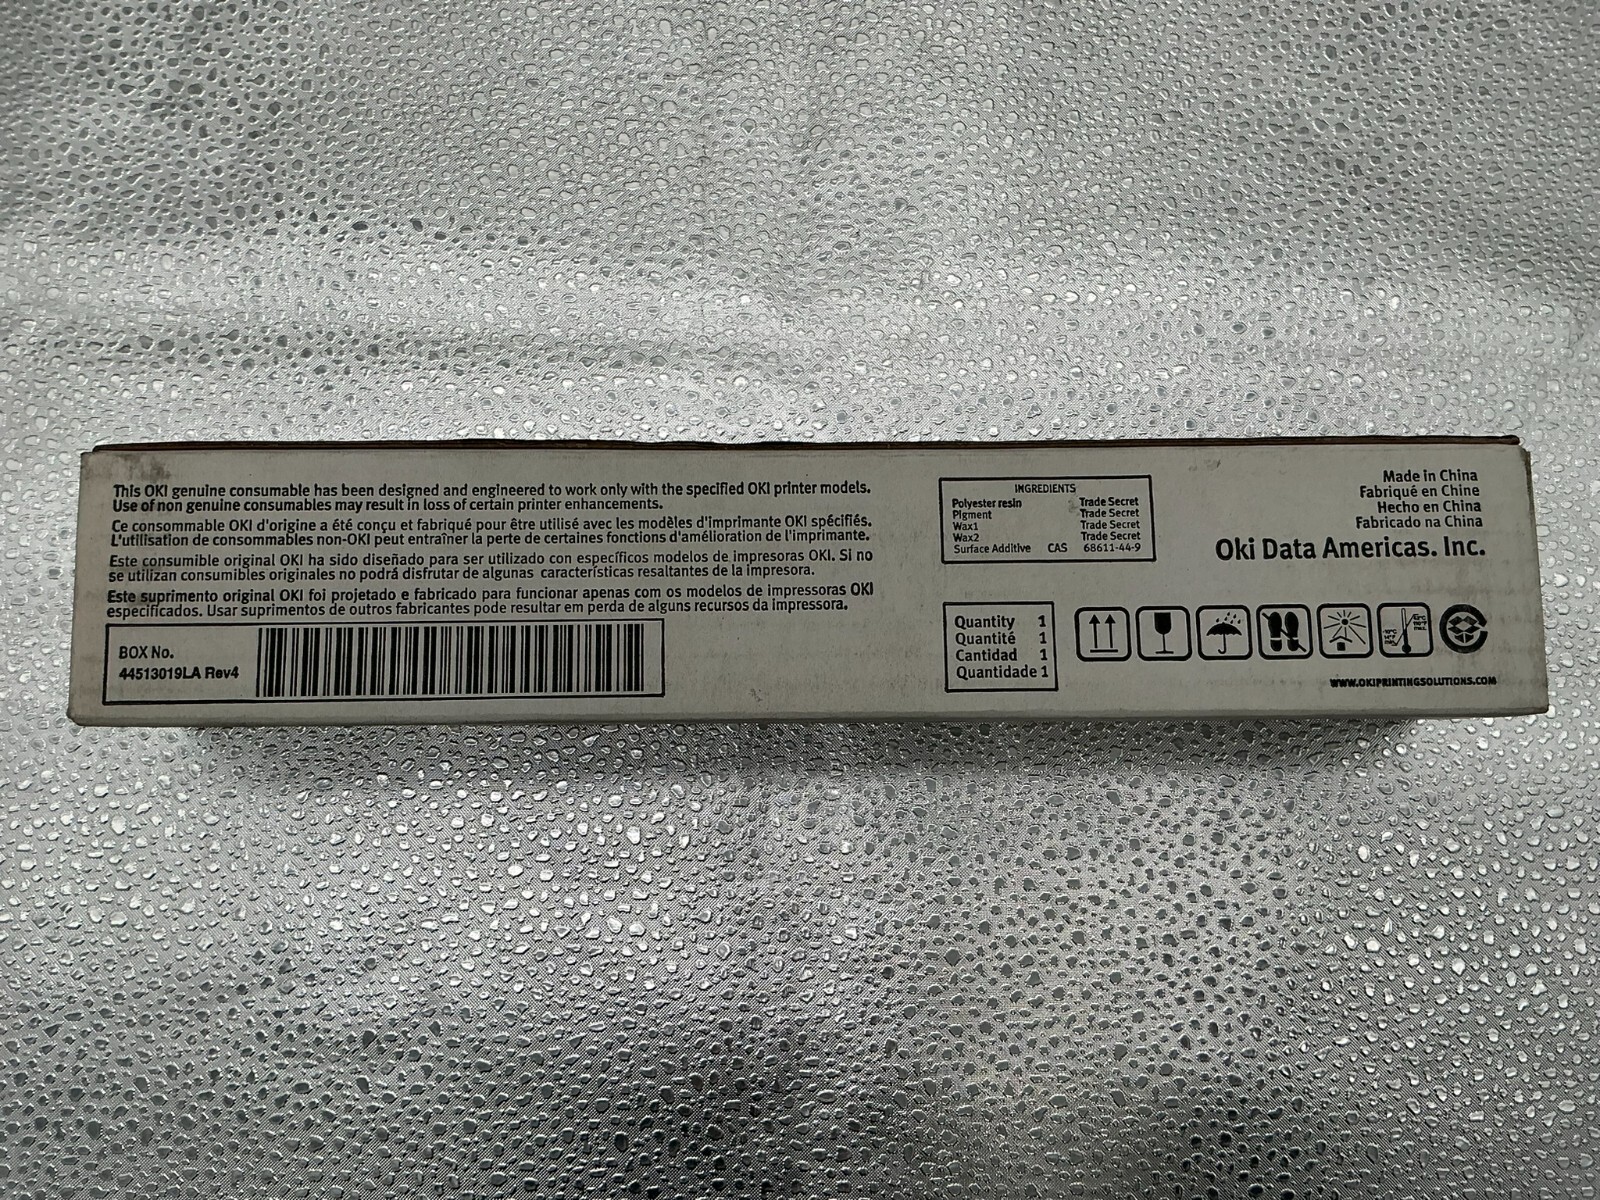 This OKI genuine consumable has been designed and engineered to work only with the specified OKI printer models.
Use of non genuine consumables may result in loss of certain printer enhancements.
Ce consommable OKI d'origine a été conçu et fabriqué pour être utilisé avec les modèles d'imprimante OKI spécifiés.
L'utilisation de consommables non-OKI peut entraîner la perte de certaines fonctions d'amélioration de l'imprimante.
Este consumible original OKI ha sido diseñado para ser utilizado con específicos modelos de impresoras OKI. Si no
se utilizan consumibles originales no podrá disfrutar de algunas características resaltantes de la impresora.
Este suprimento original OKI foi projetado e fabricado para funcionar apenas com os modelos de impressoras OKI
especificados. Usar suprimentos de outros fabricantes pode resultar em perda de alguns recursos da impressora.
BOX No.
44513019LA Rev4
INGREDIENTS
Polyester resin Trade Secret
Pigment Trade Secret
Wax1 Trade Secret
Wax2 Trade Secret
Surface Additive CAS 68611-44-9
Quantity 1
Quantité 1
Cantidad 1
Quantidade 1
Made in China
Fabriqué en Chine
Hecho en China
Fabricado na China
Oki Data Americas. Inc.
WWW.OKIPRINTINGSOLUTIONS.COM